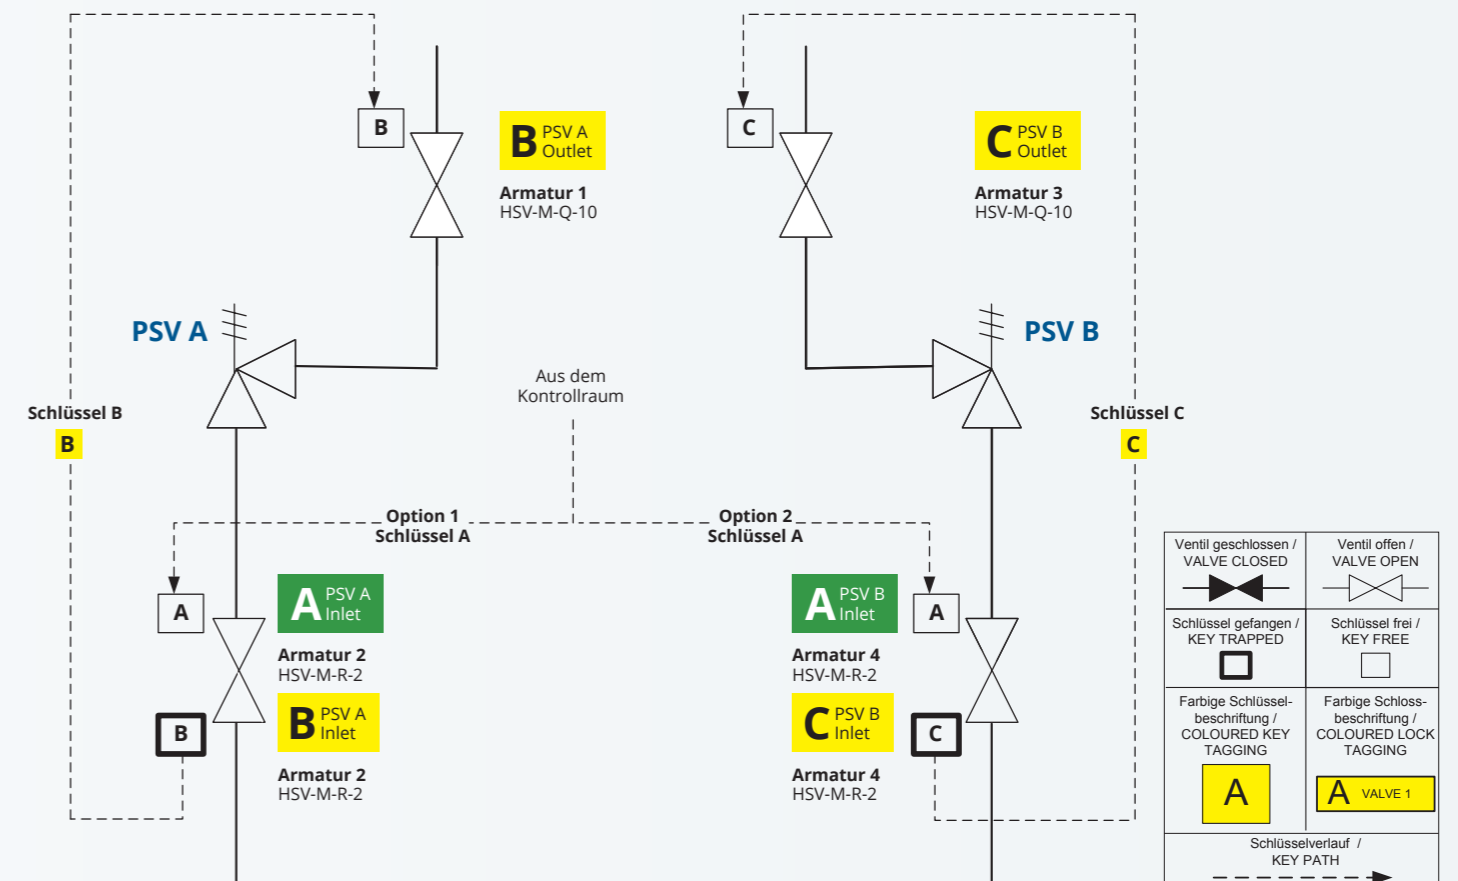 B
B PSV A
Outlet
Armatur 1
HSV-M-Q-10
C
C PSV B
Outlet
Armatur 3
HSV-M-Q-10
PSV A
PSV B
Aus dem
Kontrollraum
Schlüssel B
B
Schlüssel C
C
Option 1
Schlüssel A
Option 2
Schlüssel A
A
A PSV A
Inlet
Armatur 2
HSV-M-R-2
B
B PSV A
Inlet
Armatur 2
HSV-M-R-2
A PSV B
Inlet
A
Armatur 4
HSV-M-R-2
C PSV B
Inlet
C
Armatur 4
HSV-M-R-2
Ventil geschlossen /
VALVE CLOSED
Ventil offen /
VALVE OPEN
Schlüssel gefangen /
KEY TRAPPED
Schlüssel frei /
KEY FREE
Farbige Schlüssel-
beschriftung /
COLOURED KEY
TAGGING
A
Farbige Schloss-
beschriftung /
COLOURED LOCK
TAGGING
A VALVE 1
Schlüsselverlauf /
KEY PATH